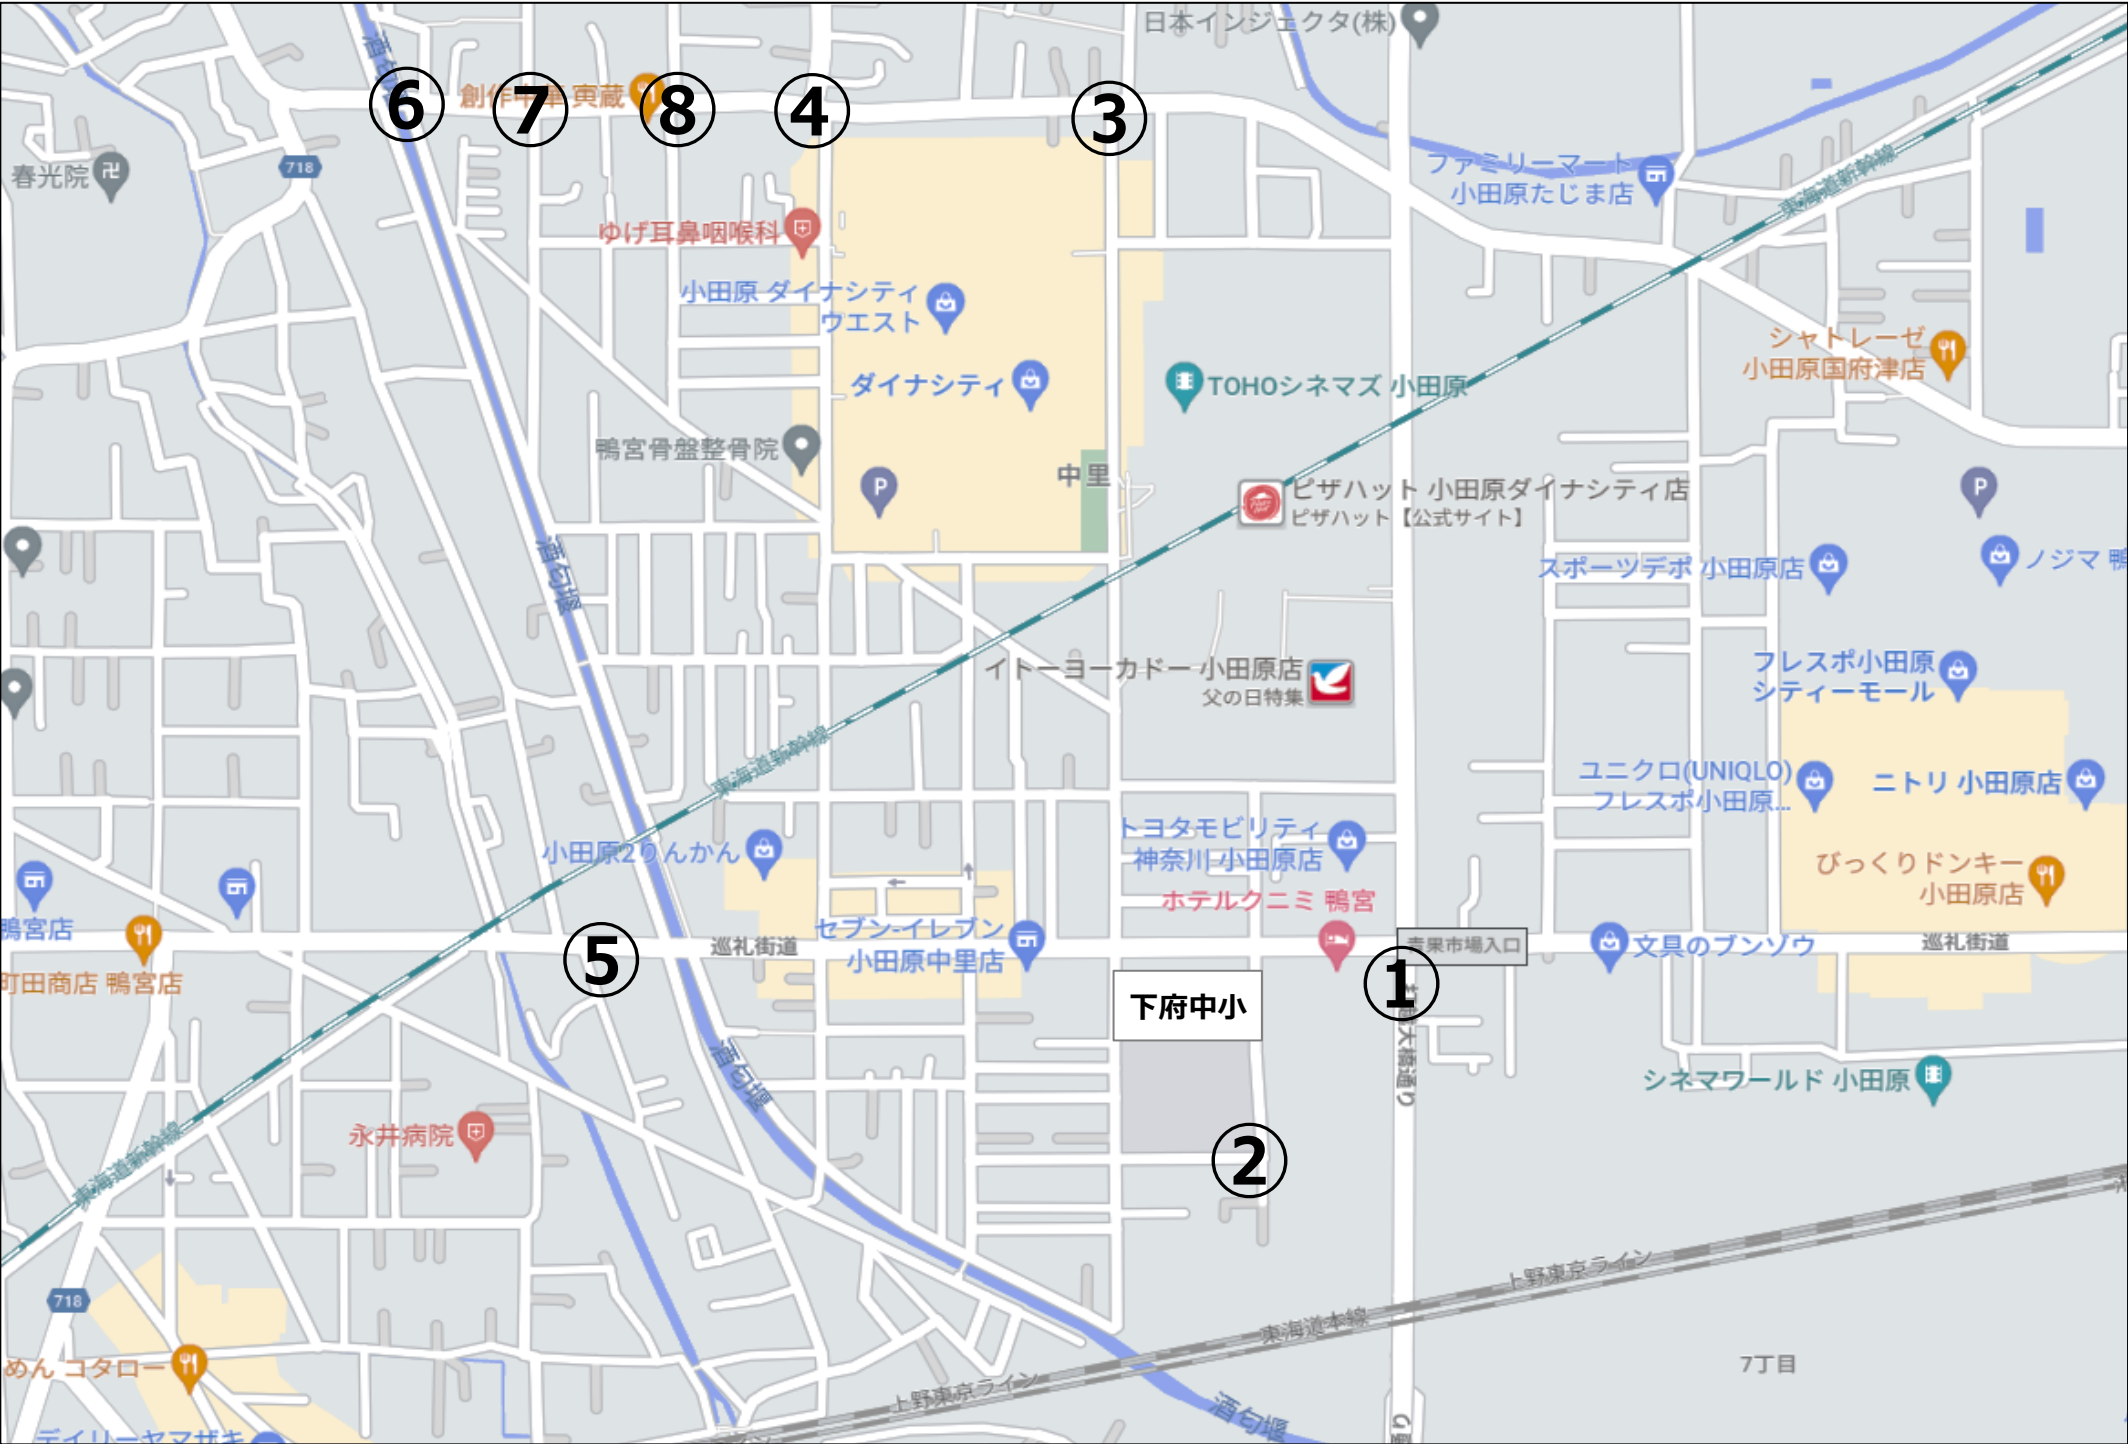 日本インジェクタ(株)
酒匂堰
⑥
創作中華 寅蔵
⑦
⑧
④
③
718
春光院
ファミリーマート
小田原たじま店
東海道新幹線
ゆげ耳鼻咽喉科
小田原 ダイナシティ
ウエスト
シャトレーゼ
小田原国府津店
ダイナシティ
TOHOシネマズ 小田原
鴨宮骨盤整骨院
中里
P
ピザハット 小田原ダイナシティ店
ピザハット【公式サイト】
P
酒匂堰
スポーツデポ 小田原店
ノジマ 鴨
イトーヨーカドー 小田原店
父の日特集
フレスポ小田原
シティーモール
東海道新幹線
ユニクロ(UNIQLO)
フレスポ小田原...
ニトリ 小田原店
小田原2りんかん
トヨタモビリティ
神奈川 小田原店
びっくりドンキー
小田原店
ホテルクニミ 鴨宮
鴨宮店
⑤
巡礼街道
セブン-イレブン
小田原中里店
青果市場入口
文具のブンゾウ
巡礼街道
町田商店 鴨宮店
①
下府中小
大橋通り
酒匂堰
シネマワールド 小田原
永井病院
②
東海道新幹線
718
上野東京ライン
東海道本線
めん コタロー
7丁目
上野東京ライン
酒匂堰
デイリーヤマザキ